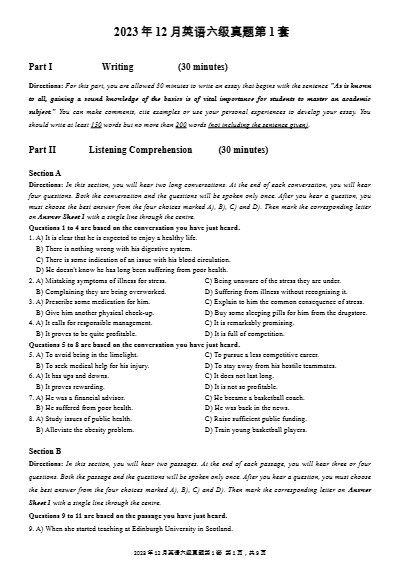 2023 年 12 月英语六级真题第 1 套
Part I Writing (30 minutes)
Directions: For this part, you are allowed 30 minutes to write an essay that begins with the sentence "As is known
to all, gaining a sound knowledge of the basics is of vital importance for students to master an academic
subject." You can make comments, cite examples or use your personal experiences to develop your essay. You
should write at least 150 words but no more than 200 words (not including the sentence given).
Part II Listening Comprehension (30 minutes)
Section A
Directions: In this section, you will hear two long conversations. At the end of each conversation, you will hear
four questions. Both the conversation and the questions will be spoken only once. After you hear a question, you
must choose the best answer from the four choices marked A), B), C) and D). Then mark the corresponding letter
on Answer Sheet 1 with a single line through the centre.
Questions 1 to 4 are based on the conversation you have just heard.
1. A) It is clear that he is expected to enjoy a healthy life.
B) There is nothing wrong with his digestive system.
C) There is some indication of an issue with his blood circulation.
D) He doesn't know he has long been suffering from poor health.
2. A) Mistaking symptoms of illness for stress. C) Being unaware of the stress they are under.
B) Complaining they are being overworked. D) Suffering from illness without recognising it.
3. A) Prescribe some medication for him. C) Explain to him the common consequence of stress.
B) Give him another physical check-up. D) Buy some sleeping pills for him from the drugstore.
4. A) It calls for responsible management. C) It is remarkably promising.
B) It proves to be quite profitable. D) It is full of competition.
Questions 5 to 8 are based on the conversation you have just heard.
5. A) To avoid being in the limelight. C) To pursue a less competitive career.
B) To seek medical help for his injury. D) To stay away from his hostile teammates.
6. A) It has ups and downs. C) It does not last long.
B) It proves rewarding. D) It is not so profitable.
7. A) He was a financial advisor. C) He became a basketball coach.
B) He suffered from poor health. D) He was back in the news.
8. A) Study issues of public health. C) Raise sufficient public funding.
B) Alleviate the obesity problem. D) Train young basketball players.
Section B
Directions: In this section, you will hear two passages. At the end of each passage, you will hear three or four
questions. Both the passage and the questions will be spoken only once. After you hear a question, you must choose
the best answer from the four choices marked A), B), C) and D). Then mark the corresponding letter on Answer
Sheet 1 with a single line through the centre.
Questions 9 to 11 are based on the passage you have just heard.
9. A) When she started teaching at Edinburgh University in Scotland.
2023 年 12 月英语六级真题第 1 套 第 1 页，共 9 页